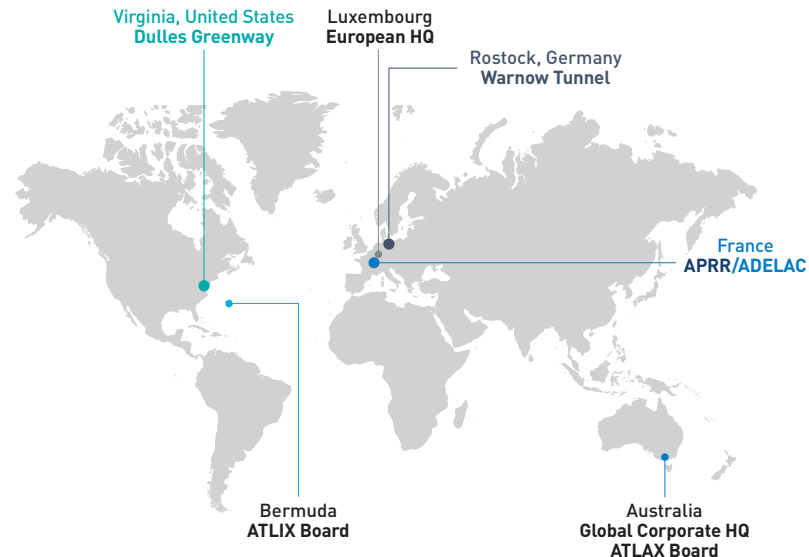 Virginia, United States
Dulles Greenway
Luxembourg
European HQ
Rostock, Germany
Warnow Tunnel
France
APRR/ADELAC
Bermuda
ATLIX Board
Australia
Global Corporate HQ
ATLAX Board